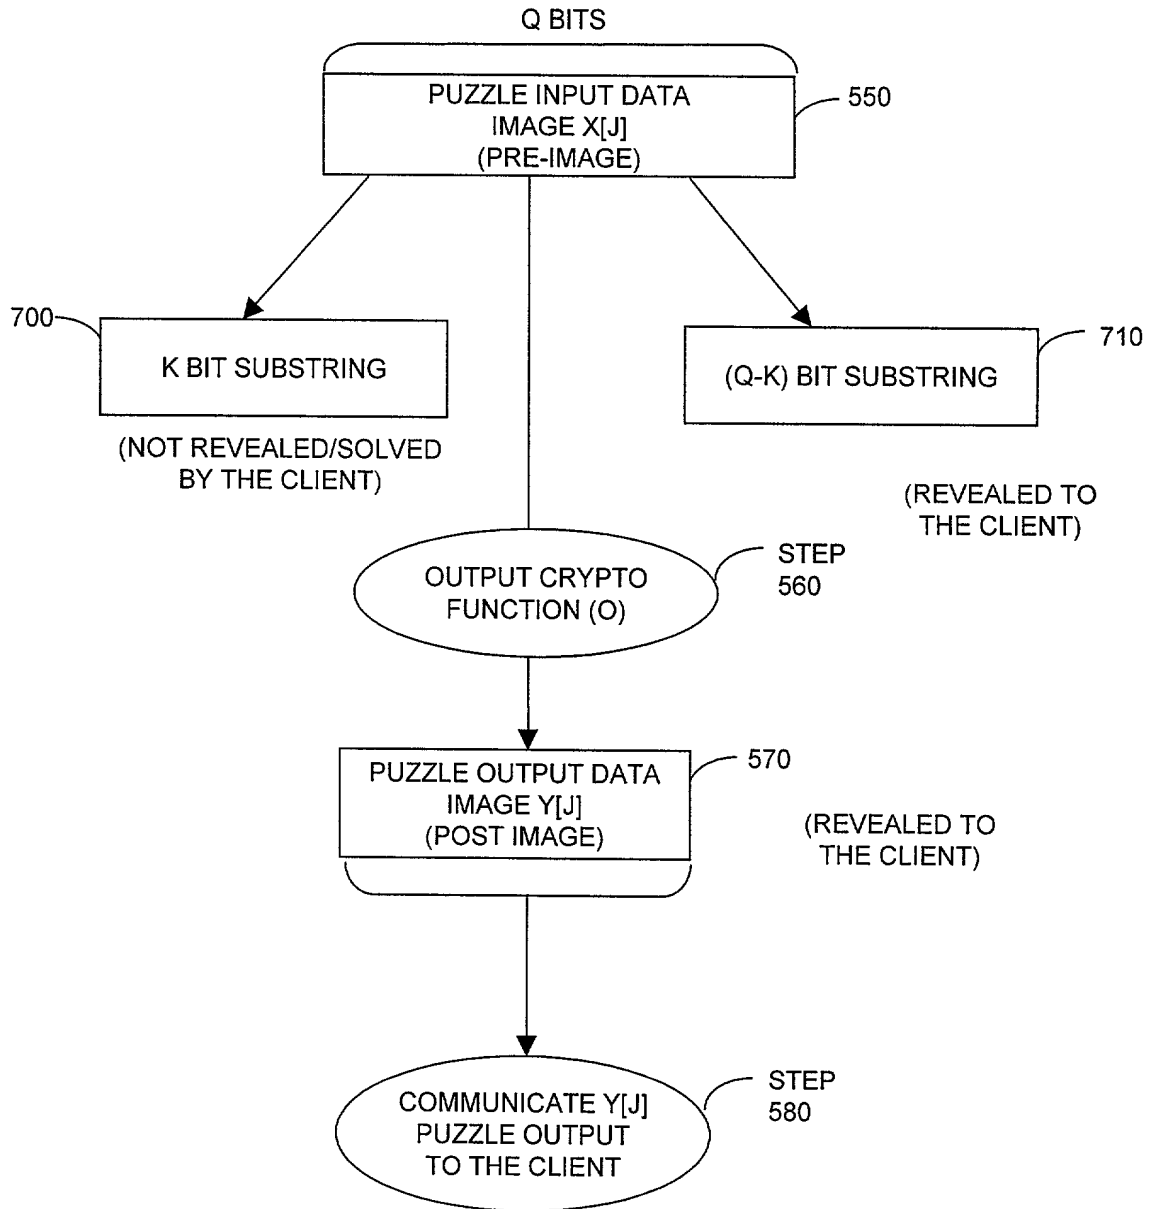 Q BITS
PUZZLE INPUT DATA
IMAGE X[J]
(PRE-IMAGE)
550
700
K BIT SUBSTRING
(NOT REVEALED/SOLVED
BY THE CLIENT)
710
(Q-K) BIT SUBSTRING
(REVEALED TO
THE CLIENT)
OUTPUT CRYPTO
FUNCTION (O)
STEP
560
PUZZLE OUTPUT DATA
IMAGE Y[J]
(POST IMAGE)
570
(REVEALED TO
THE CLIENT)
COMMUNICATE Y[J]
PUZZLE OUTPUT
TO THE CLIENT
STEP
580